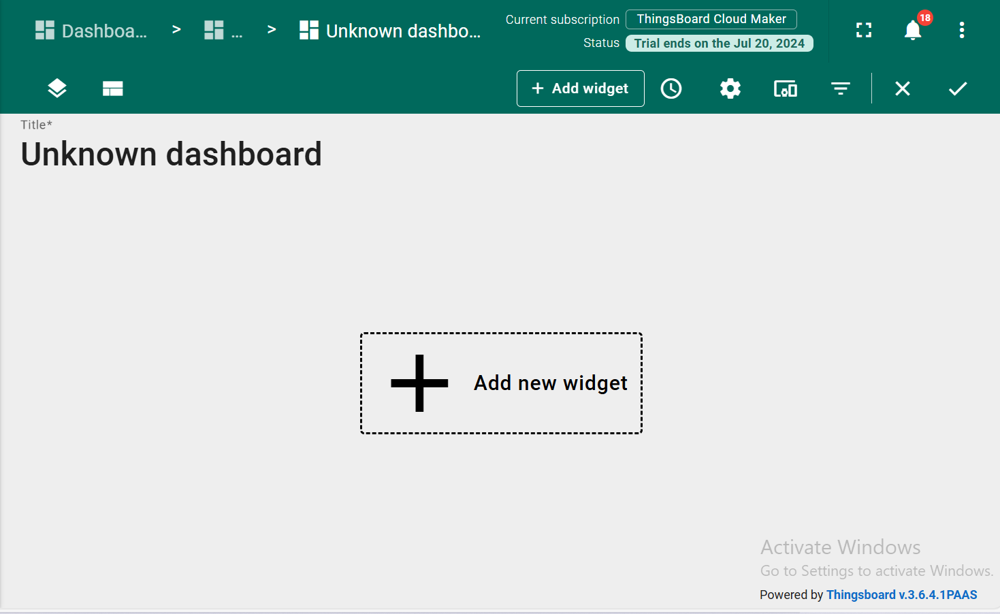 Dashboa... > ... > Unknown dashbo...
Current subscription ThingsBoard Cloud Maker
Status Trial ends on the Jul 20, 2024
18
+ Add widget
Title*
Unknown dashboard
Add new widget
Activate Windows
Go to Settings to activate Windows.
Powered by Thingsboard v.3.6.4.1PAAS